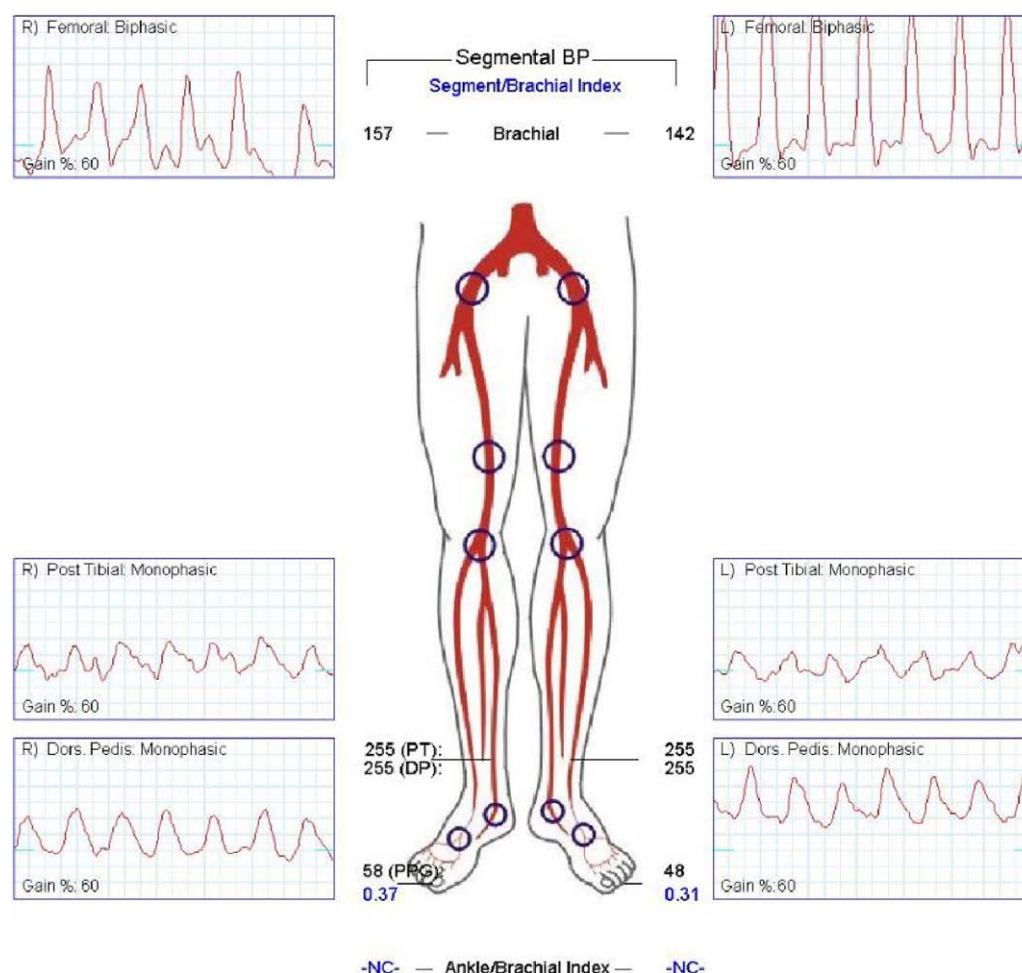 R) Femoral: Biphasic
Gain %: 60
L) Femoral: Biphasic
Gain %: 60
Segmental BP
Segment/Brachial Index
157 — Brachial — 142
R) Post Tibial: Monophasic
Gain %: 60
L) Post Tibial: Monophasic
Gain %: 60
R) Dors. Pedis: Monophasic
Gain %: 60
L) Dors. Pedis: Monophasic
Gain %: 60
255 (PT): 255
255 (DP): 255
58 (PPG): 48
0.37 0.31
-NC- — Ankle/Brachial Index — -NC-